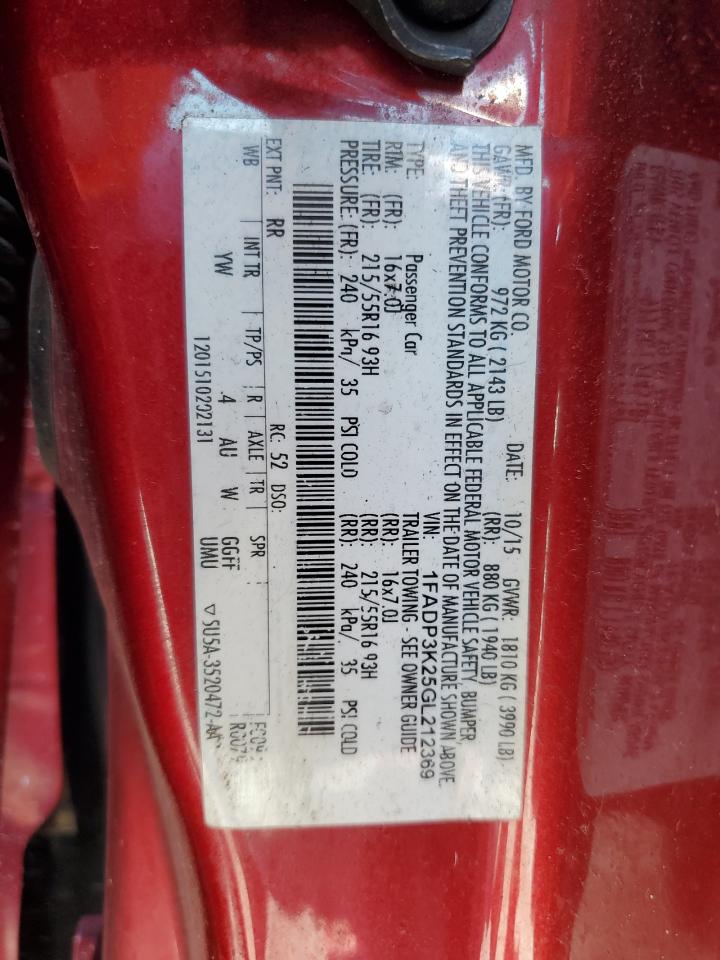 MFD. BY FORD MOTOR CO. DATE: 10/15 GVWR: 1810 KG ( 3990 LB)
GAWR (FR): 972 KG ( 2143 LB) (RR): 880 KG ( 1940 LB)
THIS VEHICLE CONFORMS TO ALL APPLICABLE FEDERAL MOTOR VEHICLE SAFETY, BUMPER
AND THEFT PREVENTION STANDARDS IN EFFECT ON THE DATE OF MANUFACTURE SHOWN ABOVE.
VIN: 1FADP3K25GL212369
TYPE: Passenger Car TRAILER TOWING - SEE OWNER GUIDE
RIM: (FR): 16x7.0J (RR): 16x7.0J
TIRE: (FR): 215/55R16 93H (RR): 215/55R16 93H
PRESSURE: (FR): 240 kPa/ 35 PSI COLD (RR): 240 kPa/ 35 PSI COLD
EXT PNT: RR RC: 52 DSO:
WB INT TR TP/PS R AXLE TR SPR
YW 4 AU W GGFF
UMU
1201510202131 ▽ SU5A-3520472-AA